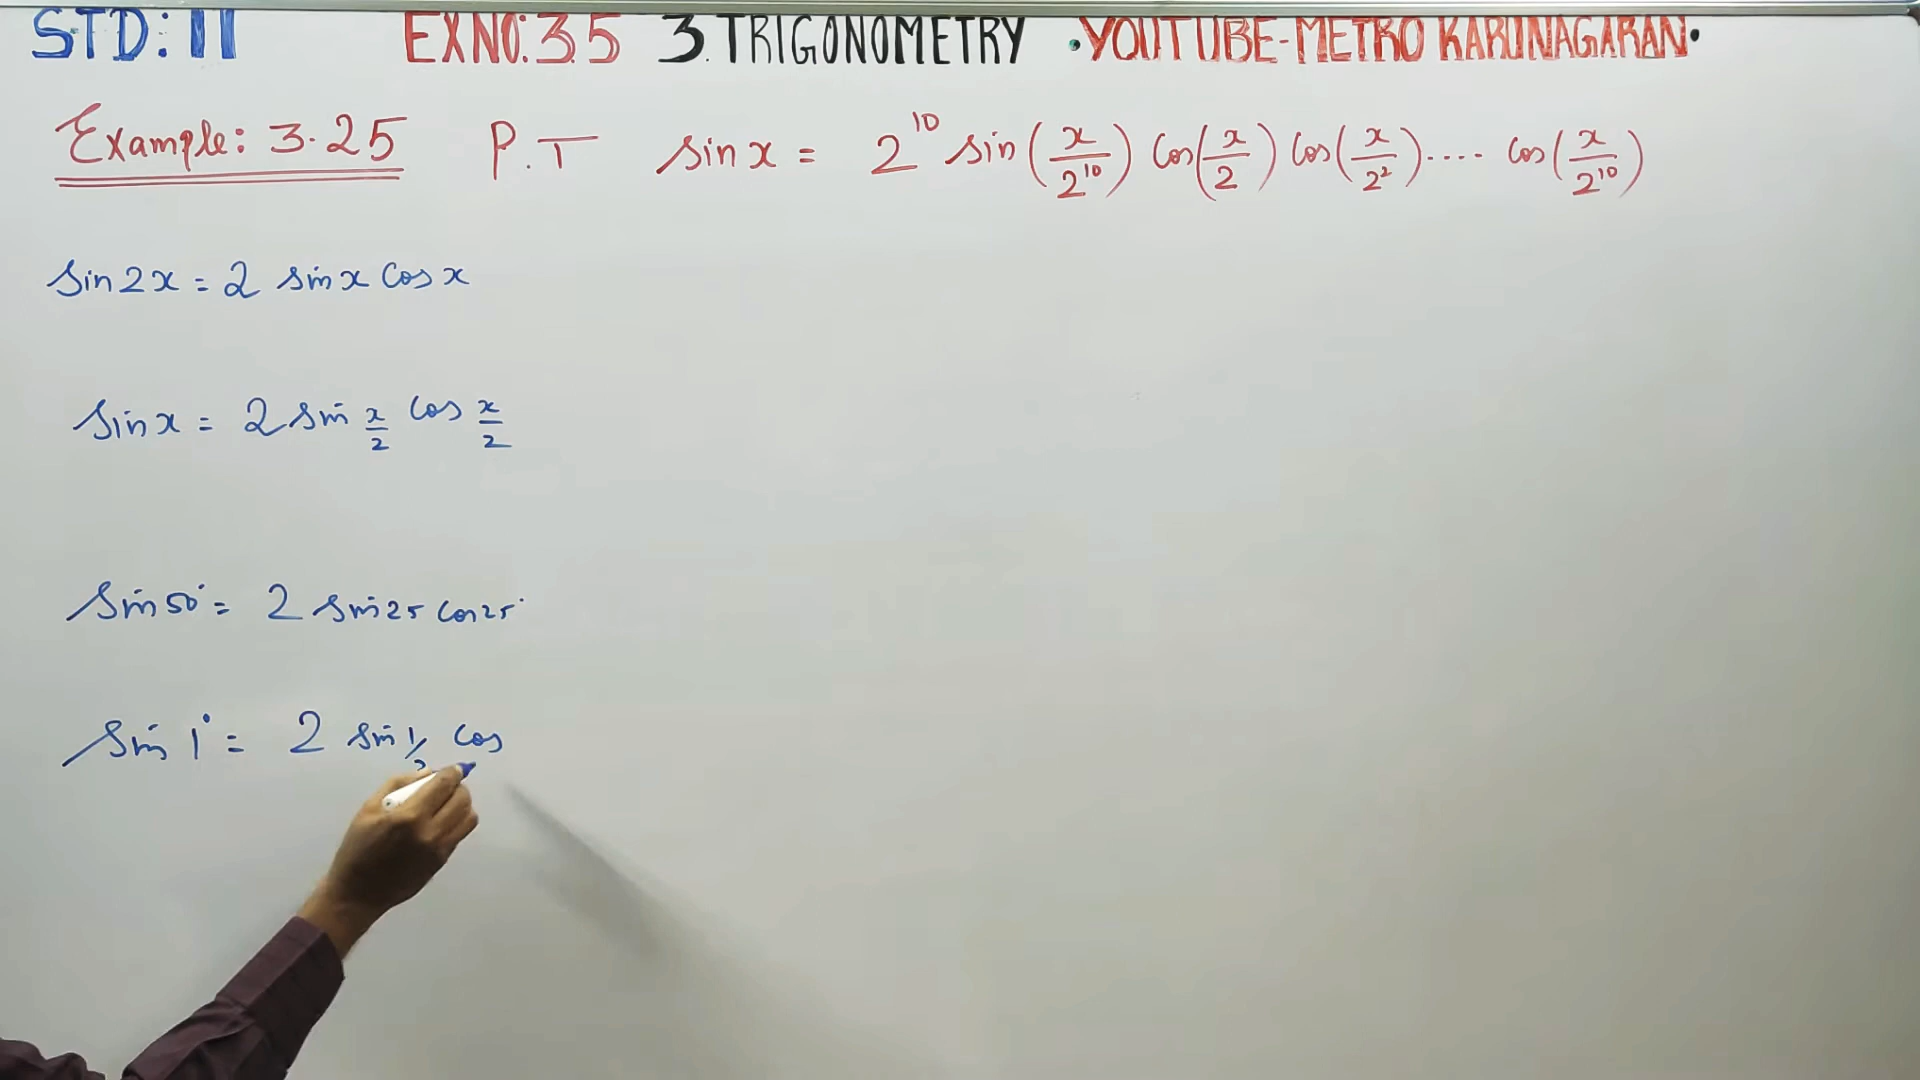 STD: 11 EXNO: 3.5 3. TRIGONOMETRY •YOUTUBE-METRO KARUNAGARAN•
Example: 3.25 P.T sin x = 2^10 sin(x/2^10) cos(x/2) cos(x/2^2) .... cos(x/2^10)
sin2x = 2 sin x cos x
sin x = 2 sin x/2 cos x/2
sin 50° = 2 sin 25 cos 25°
sin 1° = 2 sin 1/2 cos